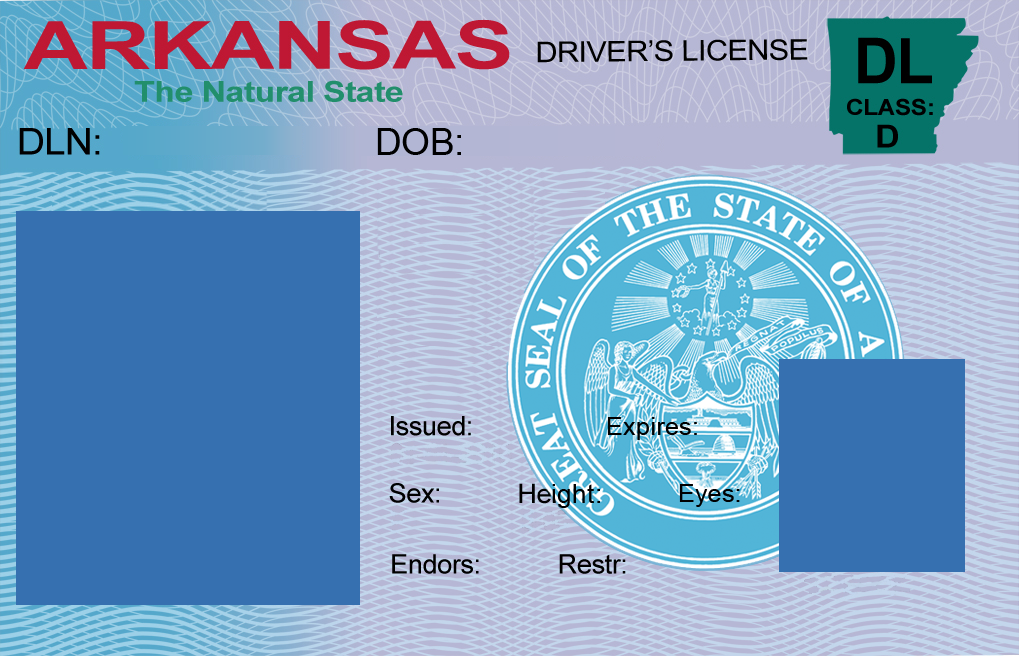 ARKANSAS
The Natural State
DRIVER’S LICENSE
DL
CLASS:
D
DLN:
DOB:
GREAT SEAL OF THE STATE OF A
REGNAT
POPULUS
Issued:
Expires:
Sex:
Height:
Eyes:
Endors:
Restr: